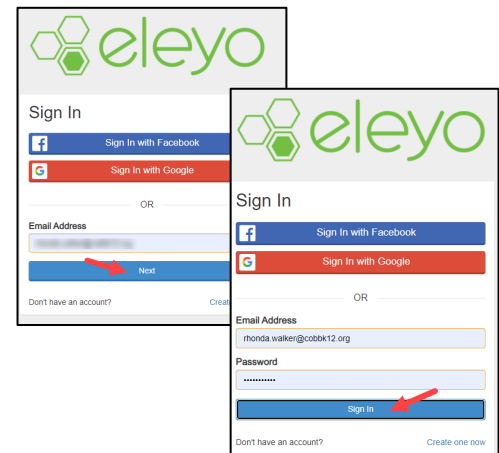 eleyo
Sign In
Sign In with Facebook
Sign In with Google
OR
Email Address
Next
Don't have an account?
Creat
eleyo
Sign In
Sign In with Facebook
Sign In with Google
OR
Email Address
rhonda.walker@cobbk12.org
Password
Sign In
Don't have an account?
Create one now